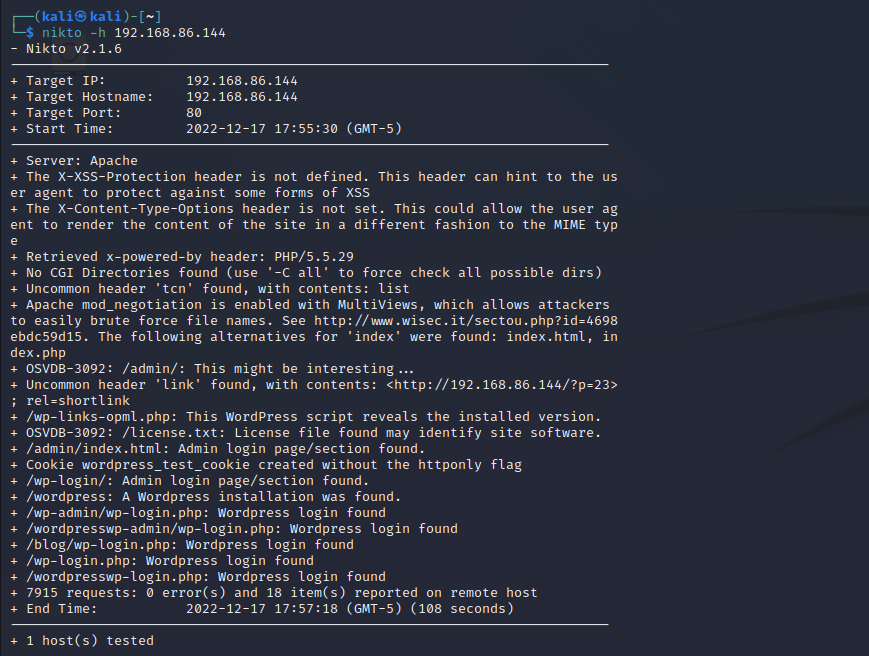 ┌──(kali㉿kali)-[~]
└─$ nikto -h 192.168.86.144
- Nikto v2.1.6
---------------------------------------------------------------------------
+ Target IP:          192.168.86.144
+ Target Hostname:    192.168.86.144
+ Target Port:        80
+ Start Time:         2022-12-17 17:55:30 (GMT-5)
---------------------------------------------------------------------------
+ Server: Apache
+ The X-XSS-Protection header is not defined. This header can hint to the us
er agent to protect against some forms of XSS
+ The X-Content-Type-Options header is not set. This could allow the user ag
ent to render the content of the site in a different fashion to the MIME typ
e
+ Retrieved x-powered-by header: PHP/5.5.29
+ No CGI Directories found (use '-C all' to force check all possible dirs)
+ Uncommon header 'tcn' found, with contents: list
+ Apache mod_negotiation is enabled with MultiViews, which allows attackers
to easily brute force file names. See http://www.wisec.it/sectou.php?id=4698
ebdc59d15. The following alternatives for 'index' were found: index.html, in
dex.php
+ OSVDB-3092: /admin/: This might be interesting...
+ Uncommon header 'link' found, with contents: <http://192.168.86.144/?p=23>
; rel=shortlink
+ /wp-links-opml.php: This WordPress script reveals the installed version.
+ OSVDB-3092: /license.txt: License file found may identify site software.
+ /admin/index.html: Admin login page/section found.
+ Cookie wordpress_test_cookie created without the httponly flag
+ /wp-login/: Admin login page/section found.
+ /wordpress: A Wordpress installation was found.
+ /wp-admin/wp-login.php: Wordpress login found
+ /wordpresswp-admin/wp-login.php: Wordpress login found
+ /blog/wp-login.php: Wordpress login found
+ /wp-login.php: Wordpress login found
+ /wordpresswp-login.php: Wordpress login found
+ 7915 requests: 0 error(s) and 18 item(s) reported on remote host
+ End Time:           2022-12-17 17:57:18 (GMT-5) (108 seconds)
---------------------------------------------------------------------------
+ 1 host(s) tested